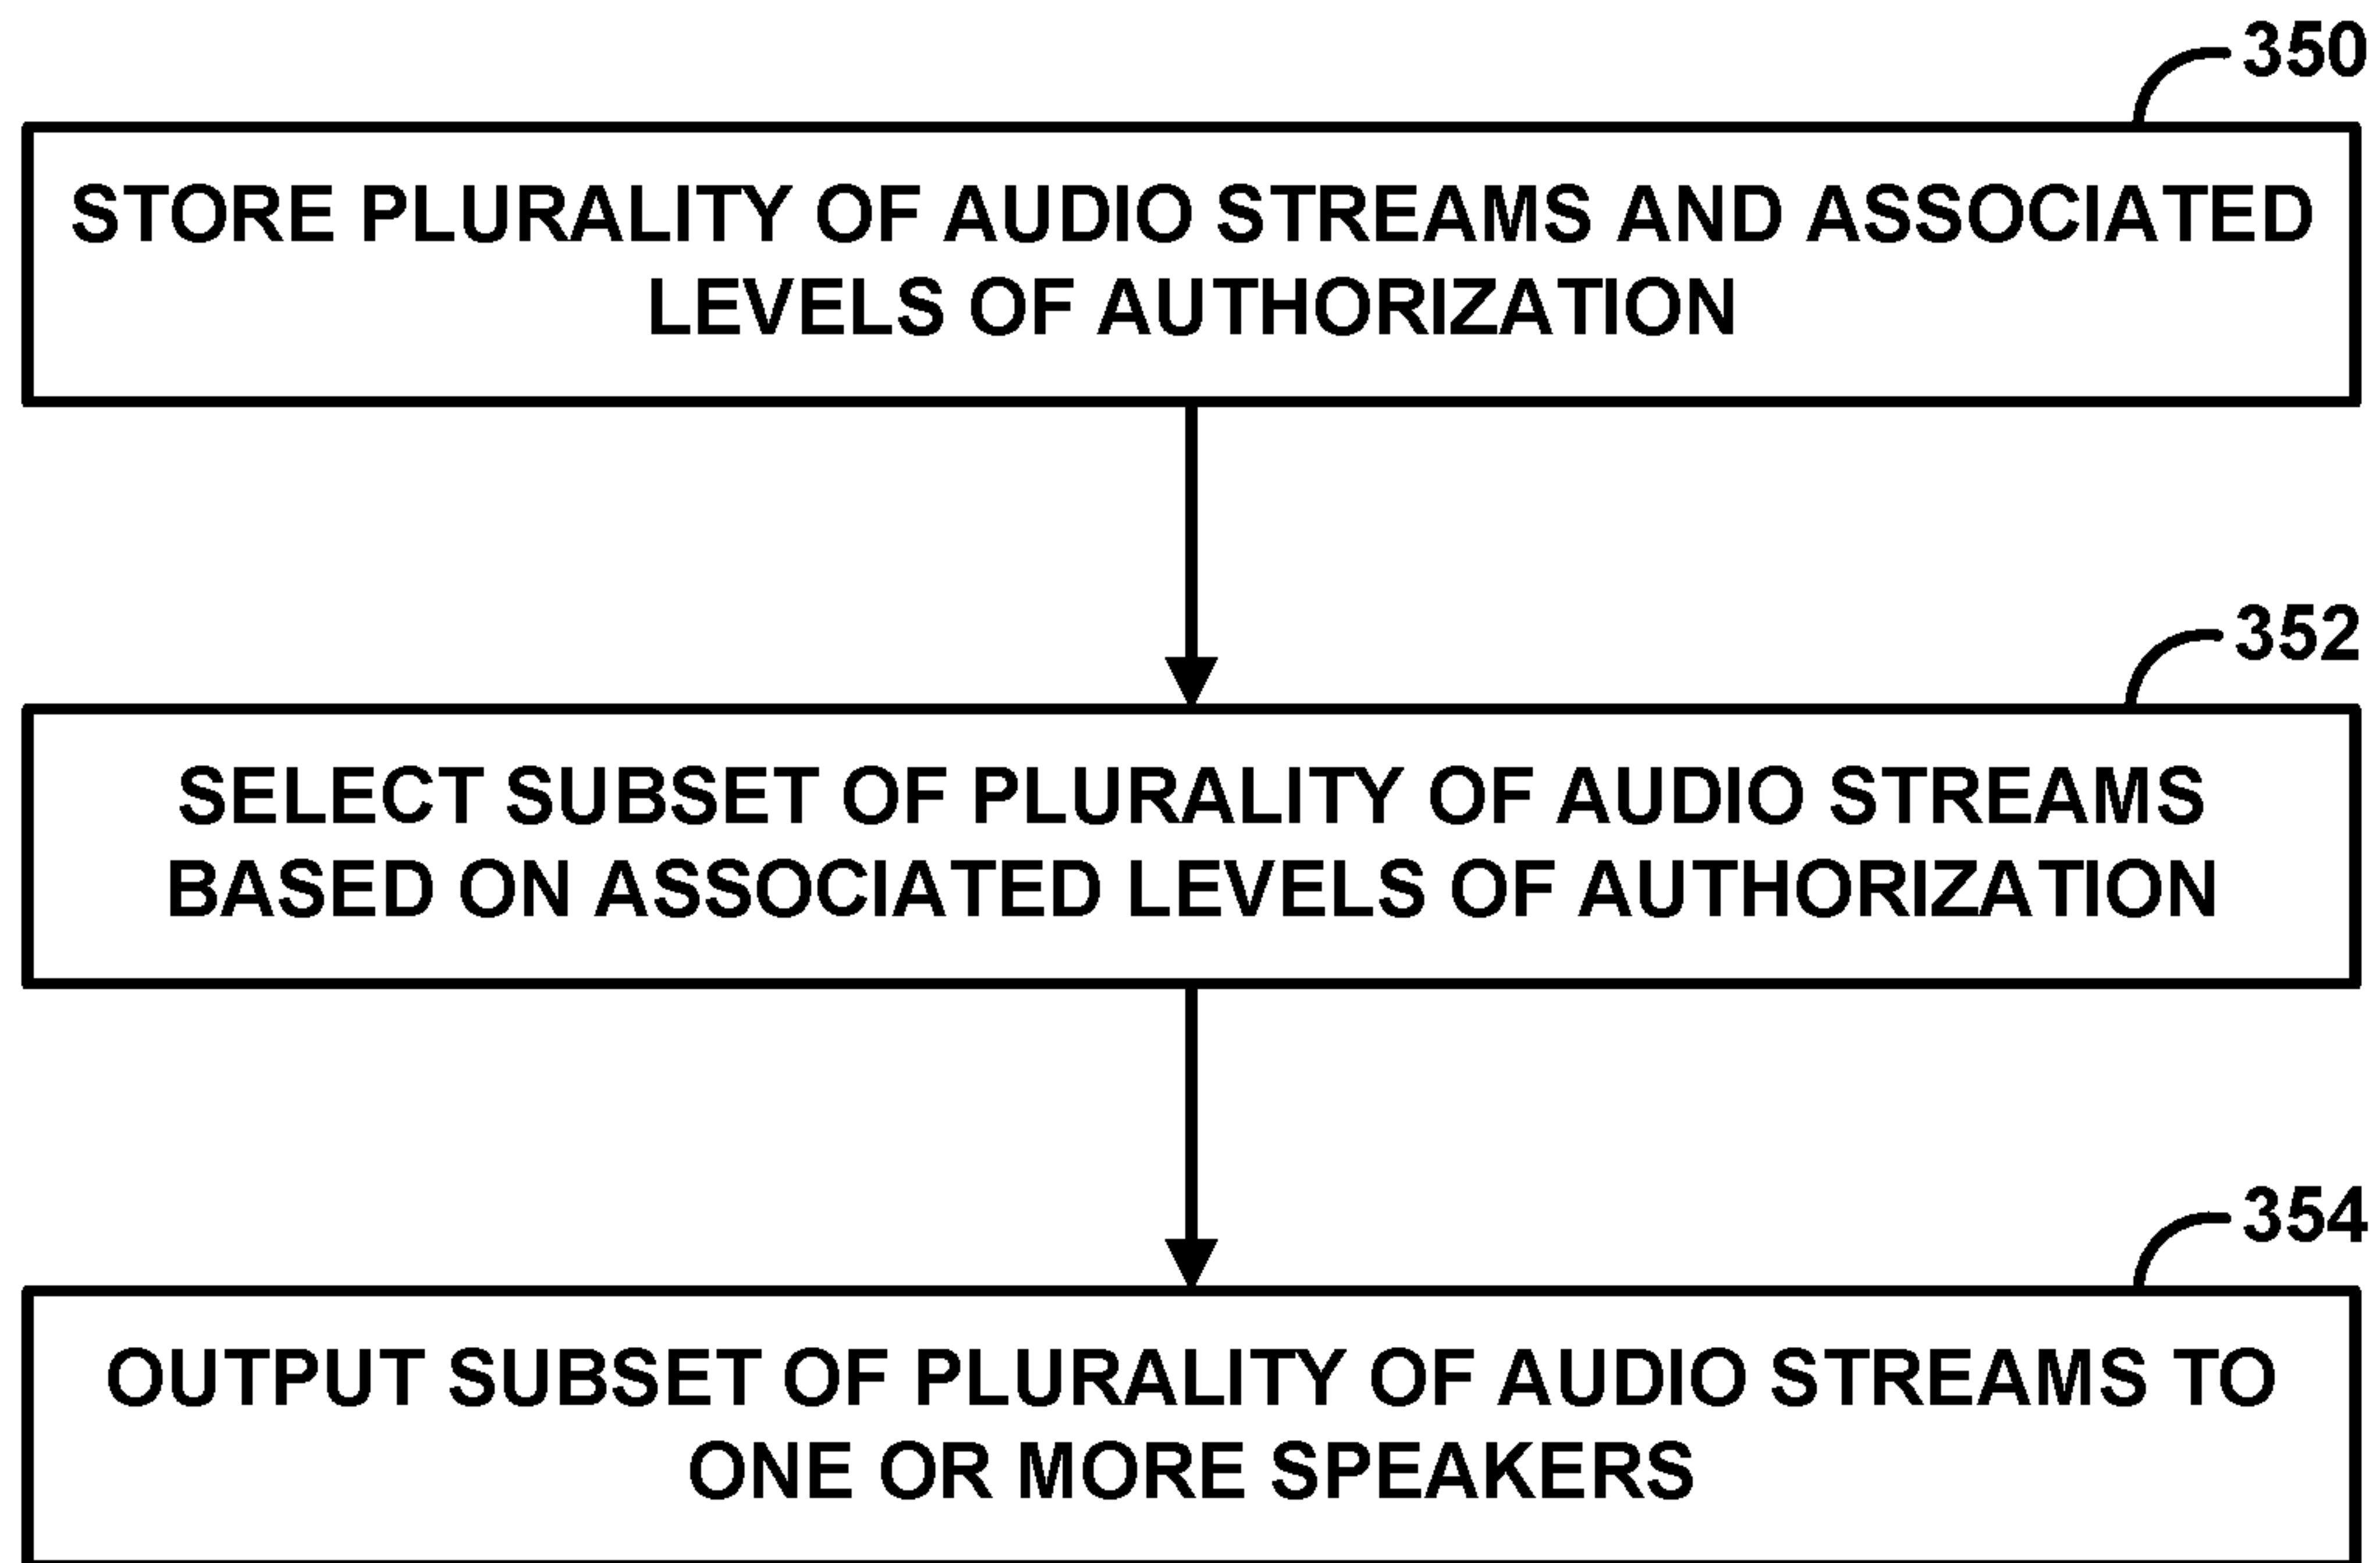 350
STORE PLURALITY OF AUDIO STREAMS AND ASSOCIATED
LEVELS OF AUTHORIZATION
352
SELECT SUBSET OF PLURALITY OF AUDIO STREAMS
BASED ON ASSOCIATED LEVELS OF AUTHORIZATION
354
OUTPUT SUBSET OF PLURALITY OF AUDIO STREAMS TO
ONE OR MORE SPEAKERS